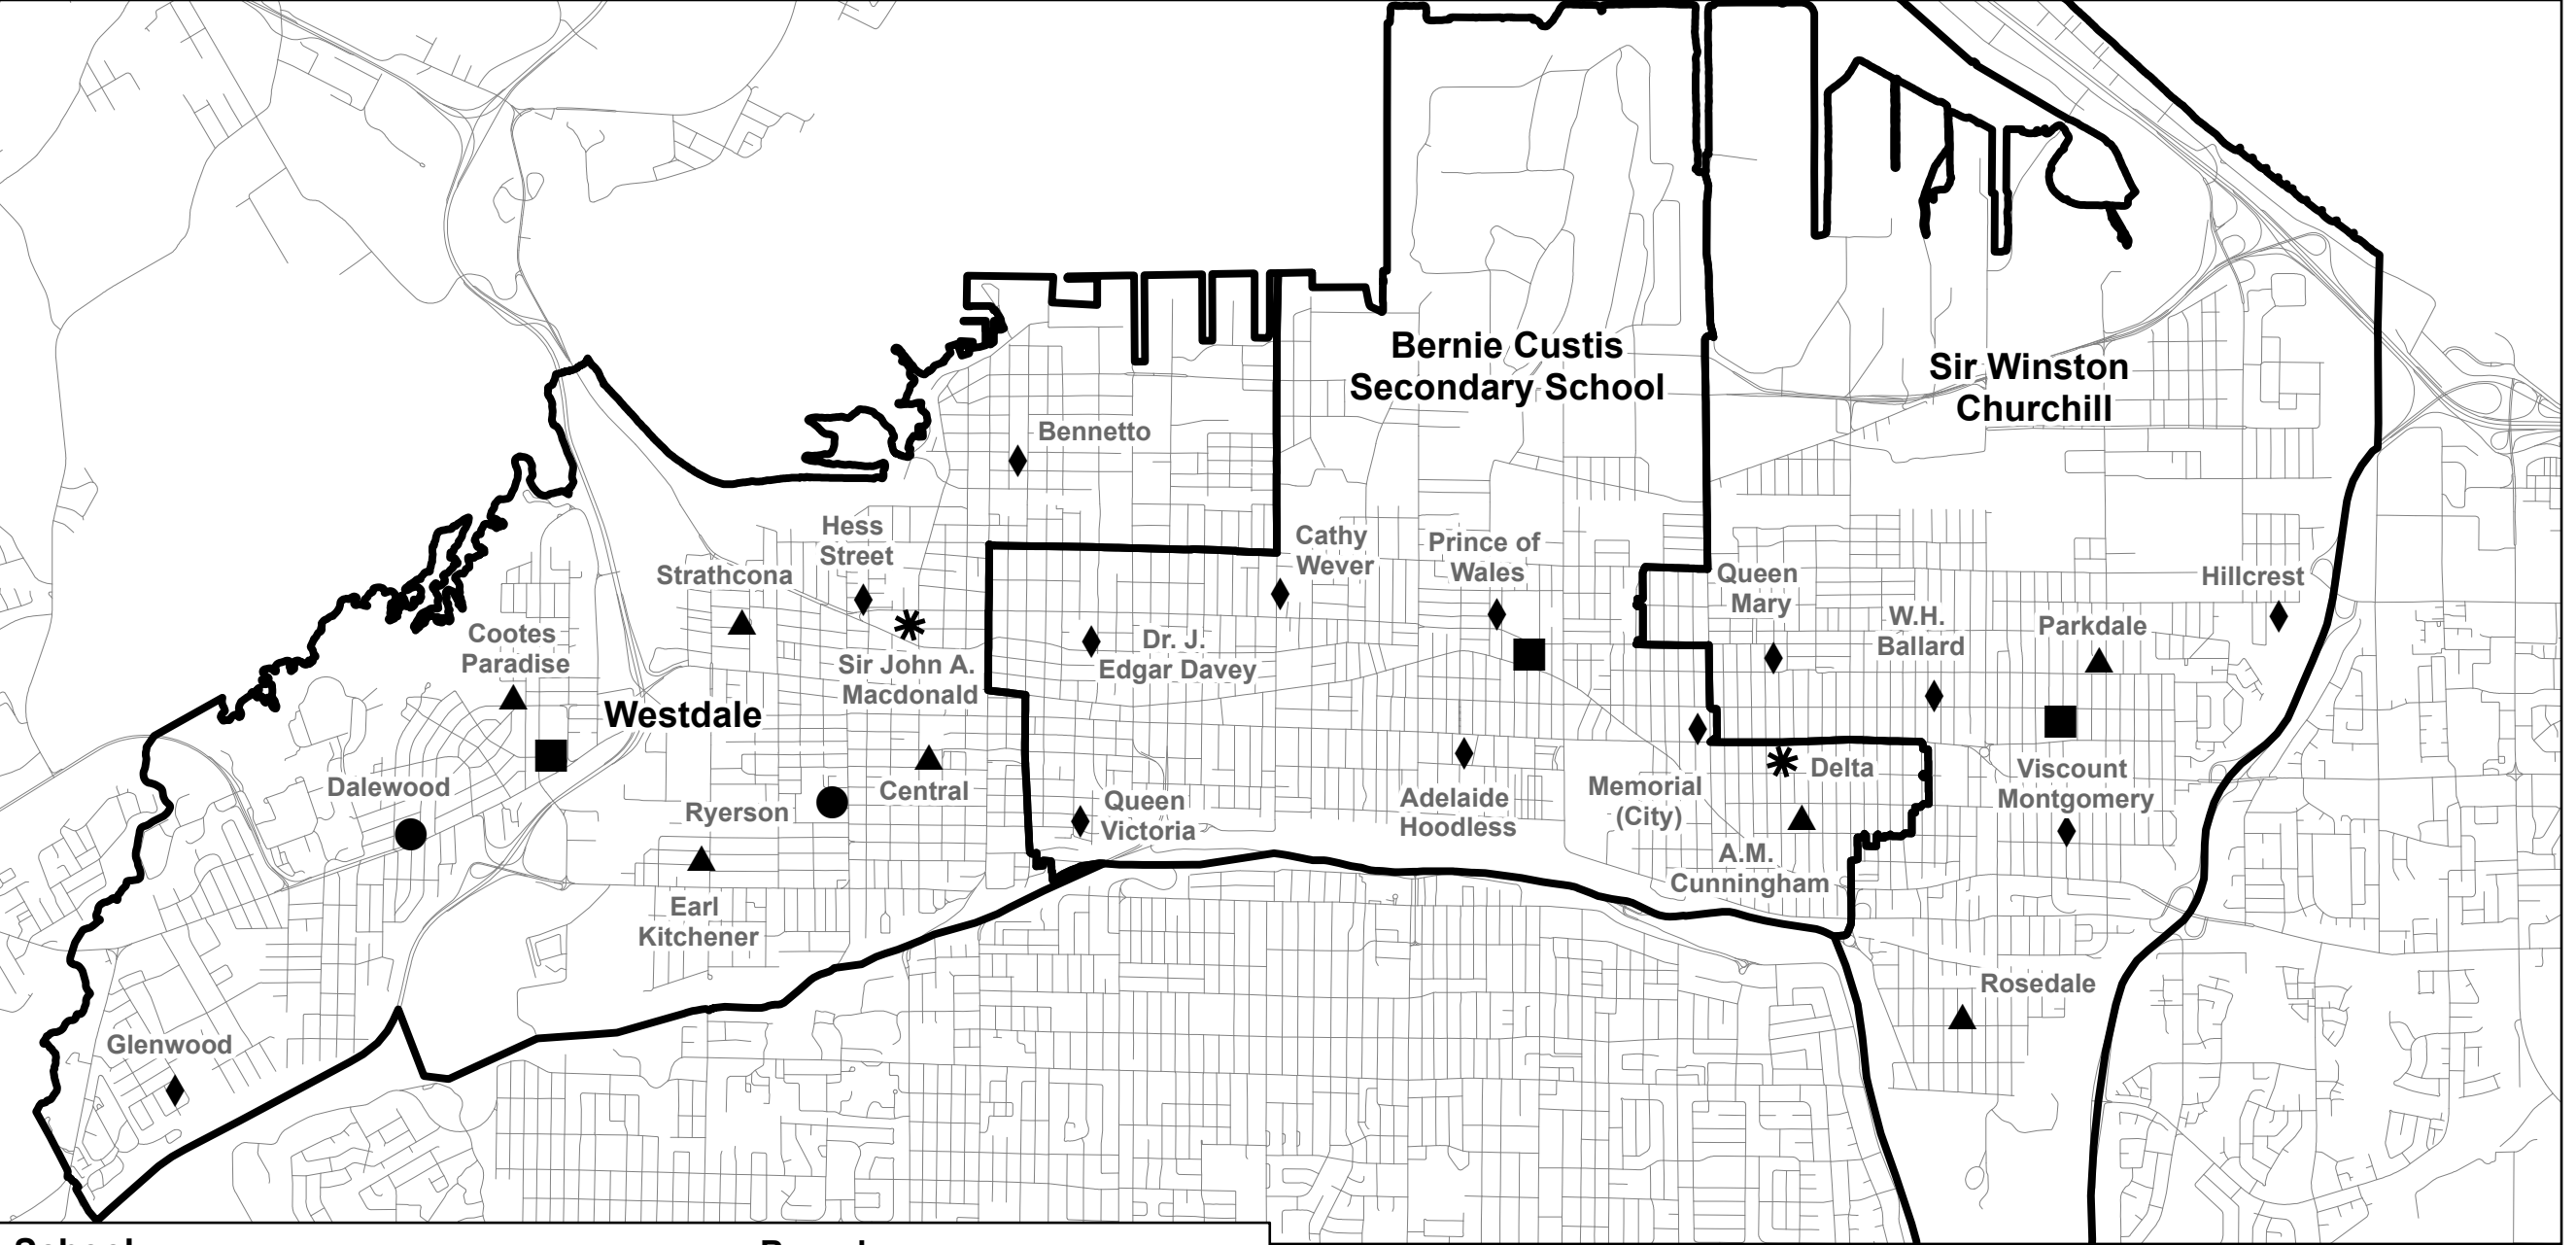 Bernie Custis
Secondary School
Sir Winston
Churchill
Bennetto
Hess
Street
Cathy
Wever
Prince of
Wales
Strathcona
Queen
Mary
Hillcrest
W.H.
Ballard
Parkdale
Cootes
Paradise
Dr. J.
Edgar Davey
Sir John A.
Macdonald
Westdale
Dalewood
Ryerson
Central
Queen
Victoria
Adelaide
Hoodless
Memorial
(City)
Delta
Viscount
Montgomery
A.M.
Cunningham
Earl
Kitchener
Rosedale
Glenwood